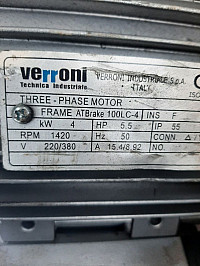 verroni
Technica Industriale
VERRONI INDUSTRIALE S.p.A.
ITALY
THREE - PHASE MOTOR
FRAME ATBrake 100LC-4 INS F
kW 4 HP 5.5 IP 55
RPM 1420 Hz 50 CONN △
V 220/380 A 15.4/8.92 NO.